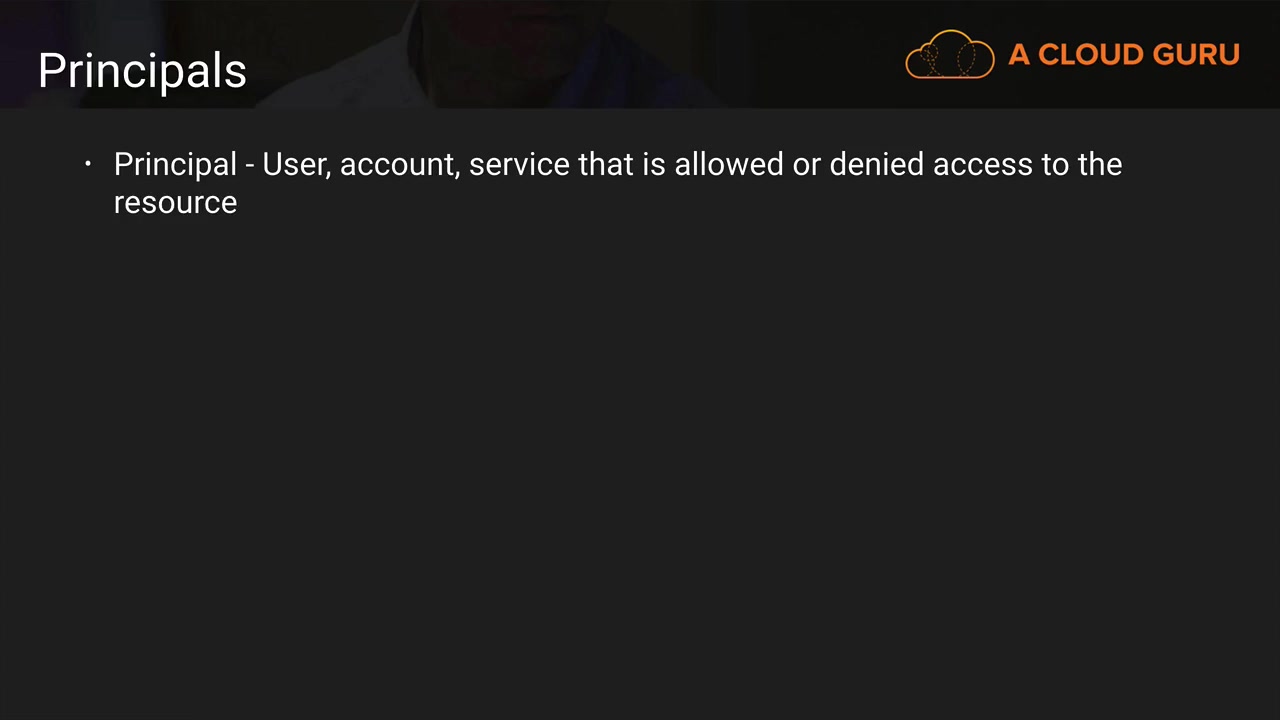 Principals
A CLOUD GURU
· Principal - User, account, service that is allowed or denied access to the
resource